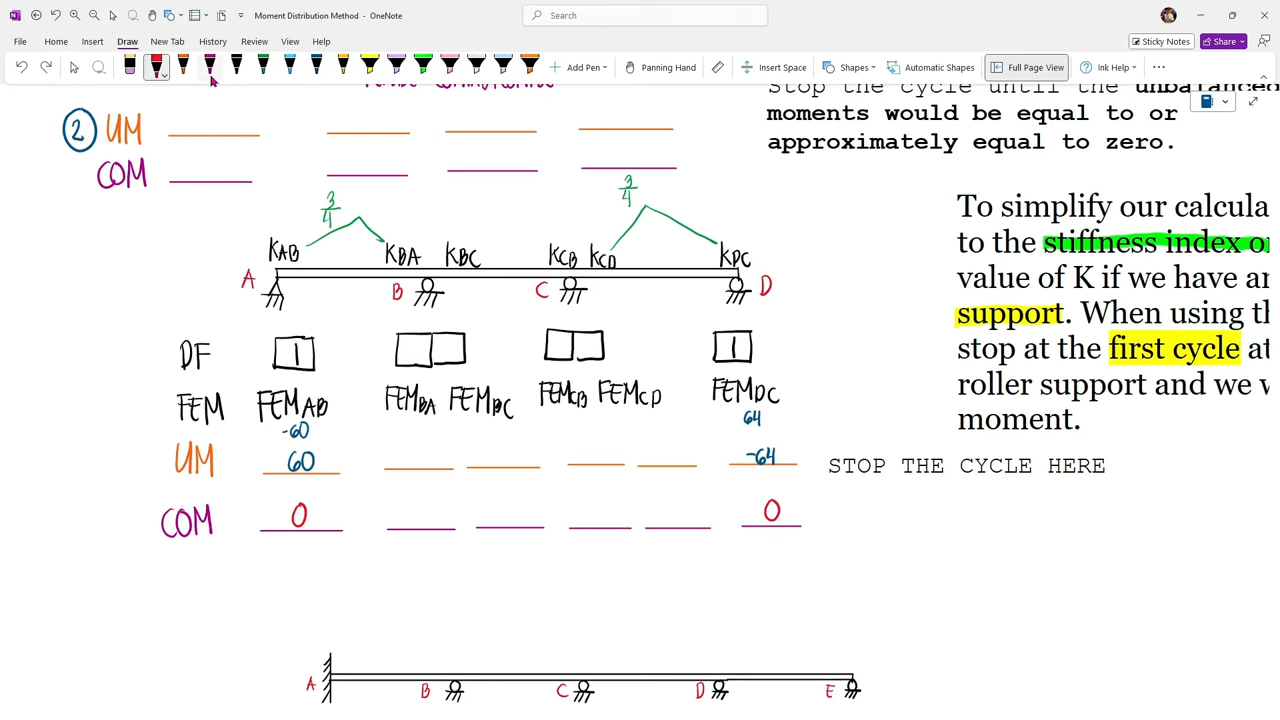 Moment Distribution Method - OneNote
Search
File Home Insert Draw New Tab History Review View Help
Sticky Notes Share
Add Pen Panning Hand Insert Space Shapes Automatic Shapes Full Page View Ink Help
Stop the cycle until the unbalanced
moments would be equal to or
approximately equal to zero.
2 UM
COM
3/4 3/4
KAB KBA KBC KCB KCD KDC
A B C D
To simplify our calcula
to the stiffness index o
value of K if we have an
support. When using th
stop at the first cycle at
roller support and we w
moment.
DF 1 1
FEM FEMAB FEMBA FEMBC FEMCB FEMCD FEMDC
-60 64
UM 60 -64
STOP THE CYCLE HERE
COM 0 0
A B C D E